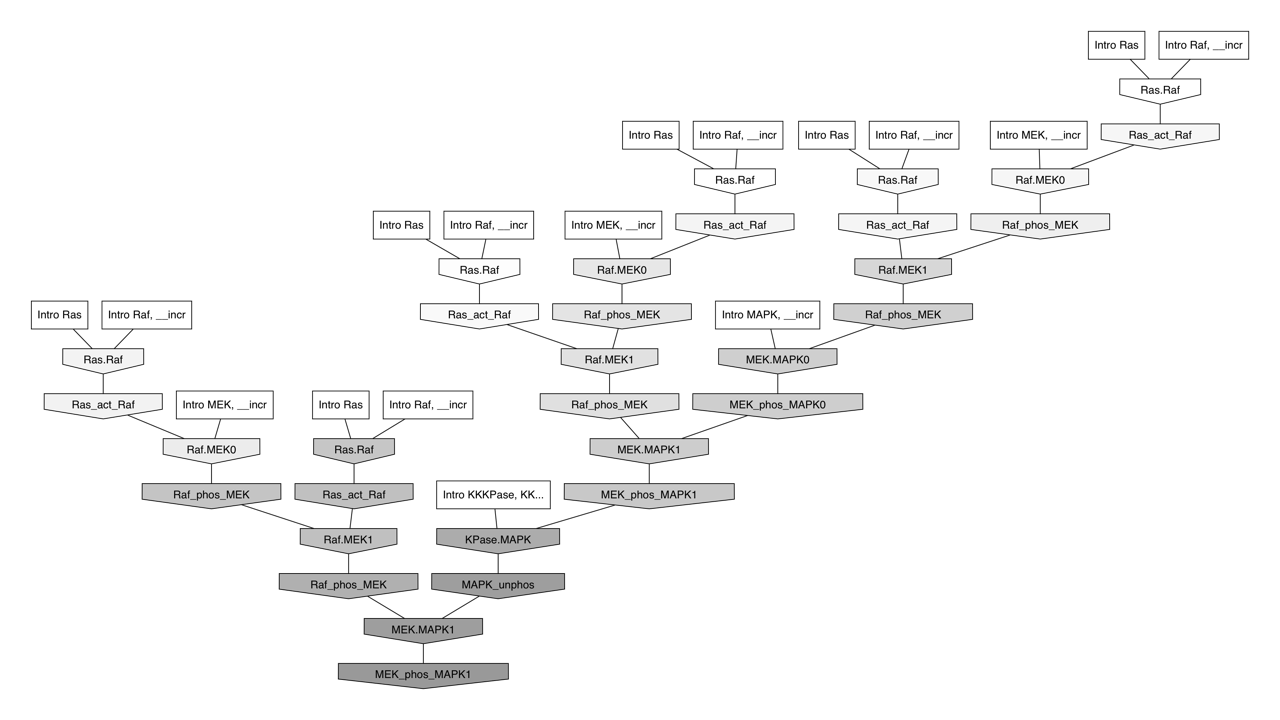 Intro Ras
Intro Raf, __incr
Ras.Raf
Intro Ras
Intro Raf, __incr
Intro Ras
Intro Raf, __incr
Intro MEK, __incr
Ras_act_Raf
Ras.Raf
Ras.Raf
Raf.MEK0
Intro Ras
Intro Raf, __incr
Intro MEK, __incr
Ras_act_Raf
Ras_act_Raf
Raf_phos_MEK
Ras.Raf
Raf.MEK0
Raf.MEK1
Intro Ras
Intro Raf, __incr
Ras_act_Raf
Raf_phos_MEK
Intro MAPK, __incr
Raf_phos_MEK
Ras.Raf
Raf.MEK1
MEK.MAPK0
Ras_act_Raf
Intro MEK, __incr
Intro Ras
Intro Raf, __incr
Raf_phos_MEK
MEK_phos_MAPK0
Raf.MEK0
Ras.Raf
MEK.MAPK1
Raf_phos_MEK
Ras_act_Raf
Intro KKKPase, KK...
MEK_phos_MAPK1
Raf.MEK1
KPase.MAPK
Raf_phos_MEK
MAPK_unphos
MEK.MAPK1
MEK_phos_MAPK1